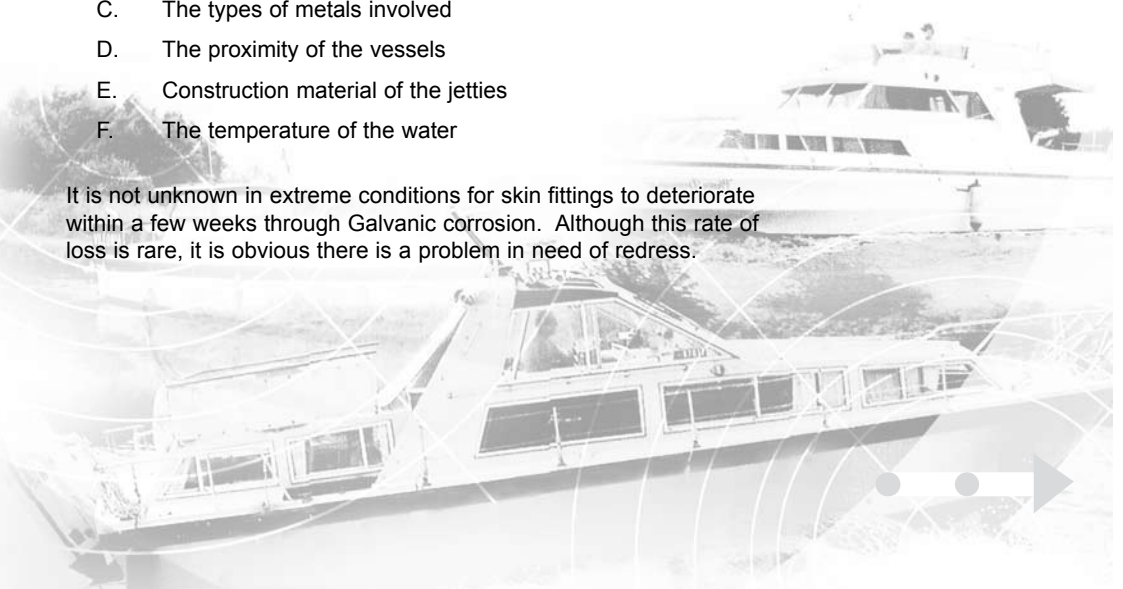 C. The types of metals involved
D. The proximity of the vessels
E. Construction material of the jetties
F. The temperature of the water
It is not unknown in extreme conditions for skin fittings to deteriorate
within a few weeks through Galvanic corrosion. Although this rate of
loss is rare, it is obvious there is a problem in need of redress.